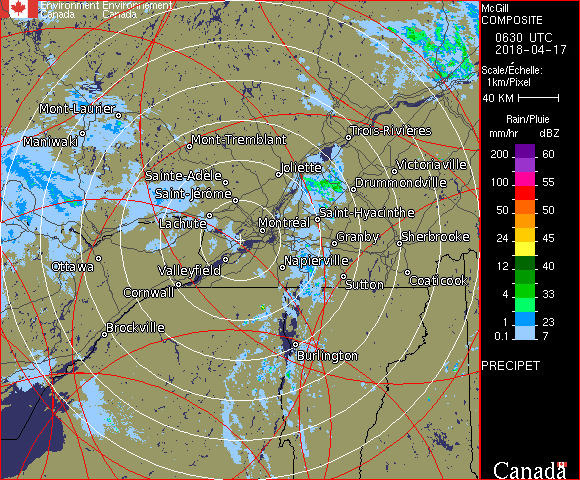 Environment Environnement
Canada Canada
McGill
COMPOSITE
0630 UTC
2018-04-17
Scale/Échelle:
1km/Pixel
40 KM
Rain/Pluie
mm/hr dBZ
200 60
100 55
50 50
24 45
12 40
4 33
1 23
0.1 7
PRECIPET
Canada
Mont-Laurier
Maniwaki
Mont-Tremblant
Trois-Rivières
Joliette
Victoriaville
Sainte-Adèle
Drummondville
Saint-Jérôme
Saint-Hyacinthe
Lachute
Montréal
Granby
Sherbrooke
Ottawa
Valleyfield
Napierville
Cornwall
Sutton
Coaticook
Brockville
Burlington